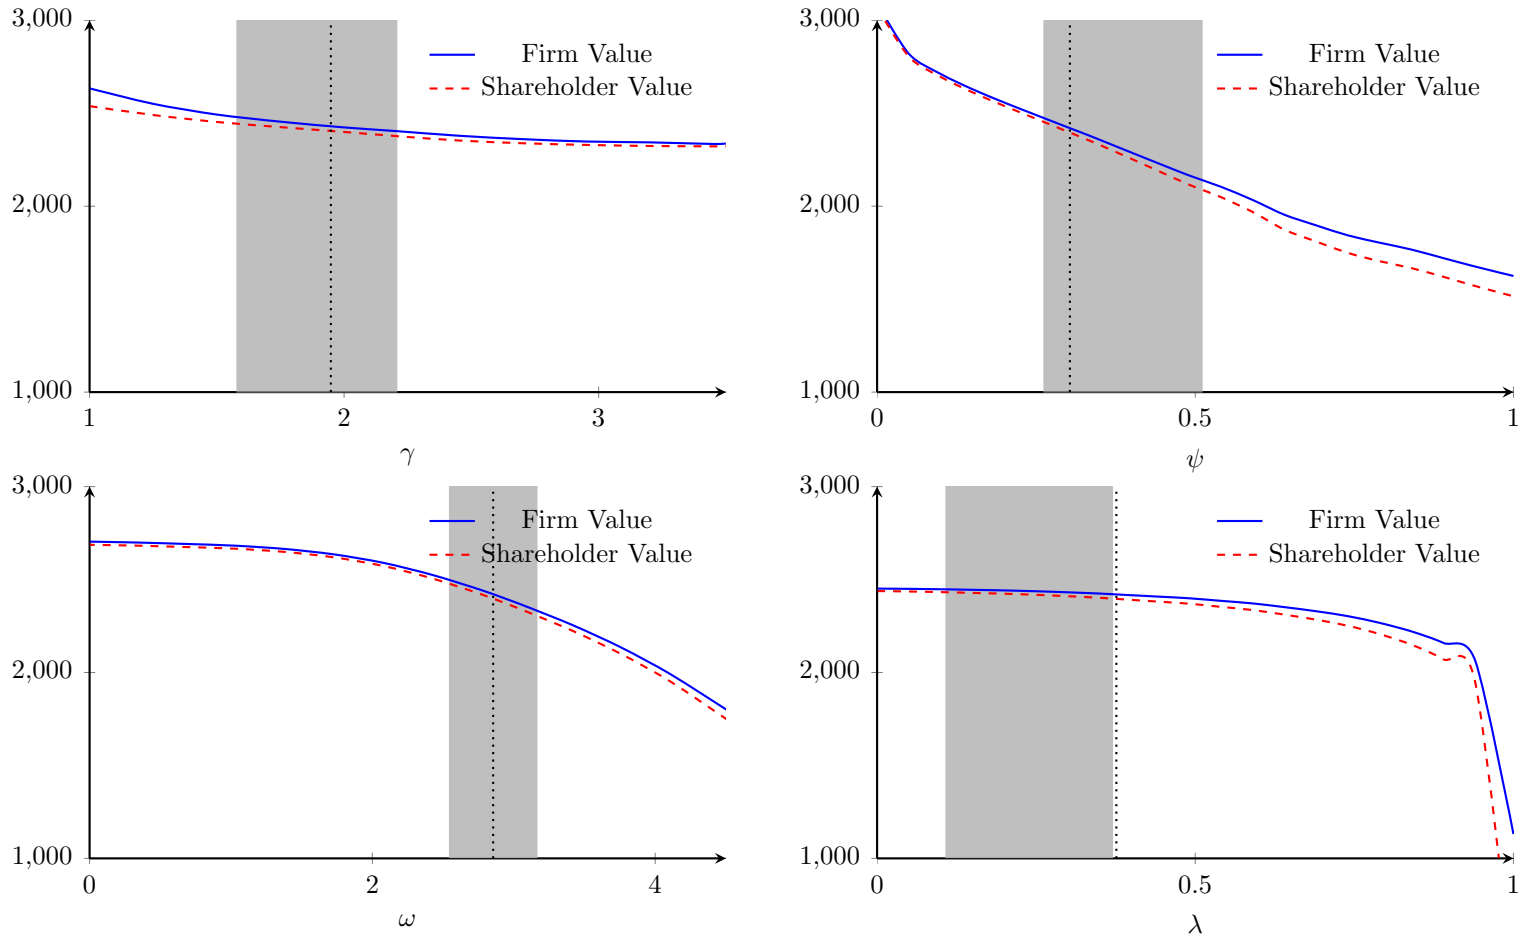 3,000
Firm Value
Shareholder Value
2,000
1,000
1
2
3
γ
3,000
Firm Value
Shareholder Value
2,000
1,000
0
0.5
1
ψ
3,000
Firm Value
Shareholder Value
2,000
1,000
0
2
4
ω
3,000
Firm Value
Shareholder Value
2,000
1,000
0
0.5
1
λ